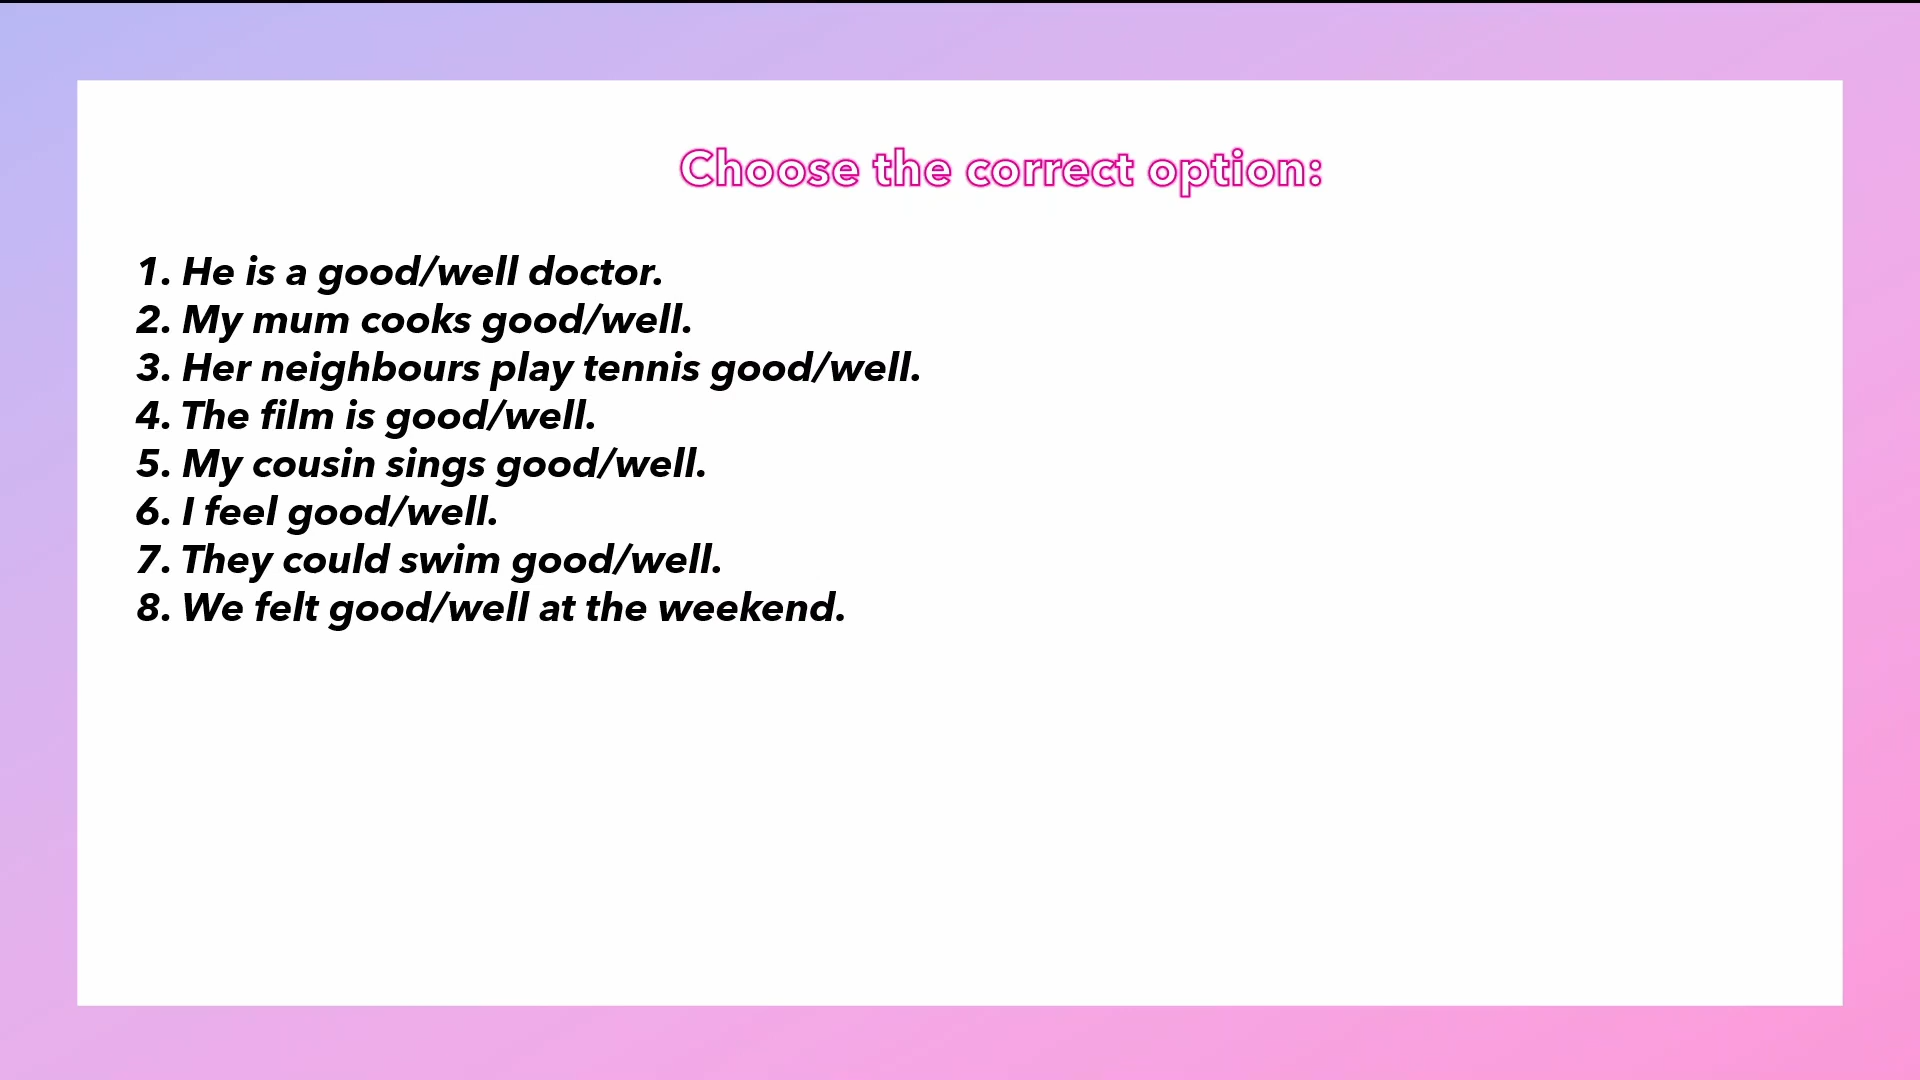 Choose the correct option:
1. He is a good/well doctor.
2. My mum cooks good/well.
3. Her neighbours play tennis good/well.
4. The film is good/well.
5. My cousin sings good/well.
6. I feel good/well.
7. They could swim good/well.
8. We felt good/well at the weekend.